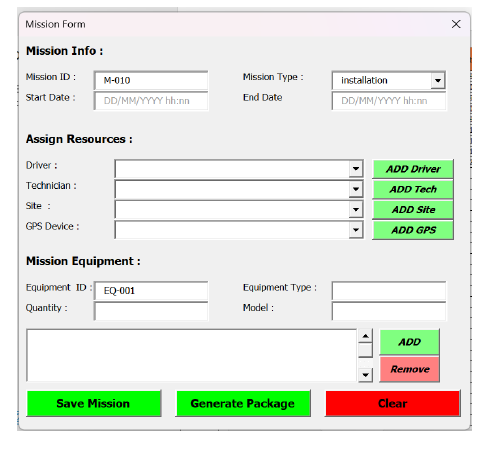 Mission Form
Mission Info :
Mission ID : M-010 Mission Type : installation
Start Date : DD/MM/YYYY hh:nn End Date DD/MM/YYYY hh:nn
Assign Resources :
Driver : ADD Driver
Technician : ADD Tech
Site : ADD Site
GPS Device : ADD GPS
Mission Equipment :
Equipment ID : EQ-001 Equipment Type :
Quantity : Model :
ADD
Remove
Save Mission Generate Package Clear